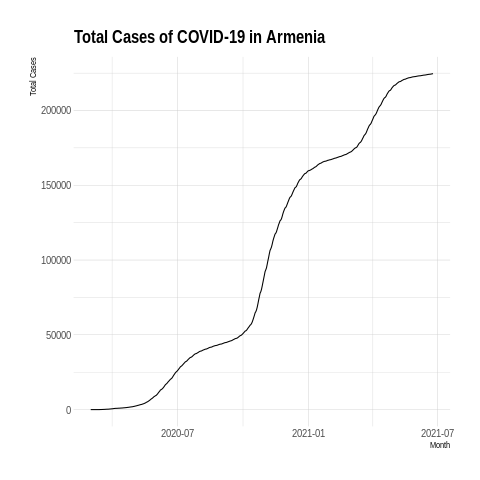 Total Cases of COVID-19 in Armenia
Total Cases
200000
150000
100000
50000
0
2020-07
2021-01
2021-07
Month